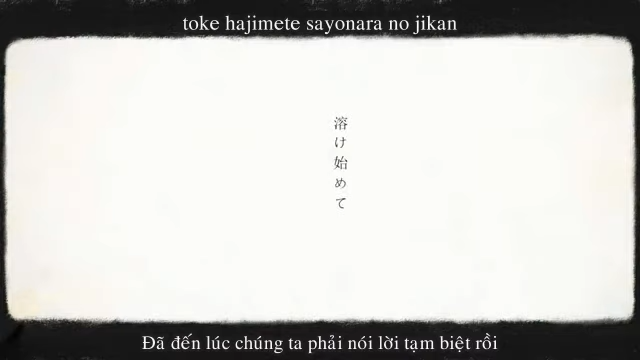 toke hajimete sayonara no jikan
溶け始めて
Đã đến lúc chúng ta phải nói lời tạm biệt rồi